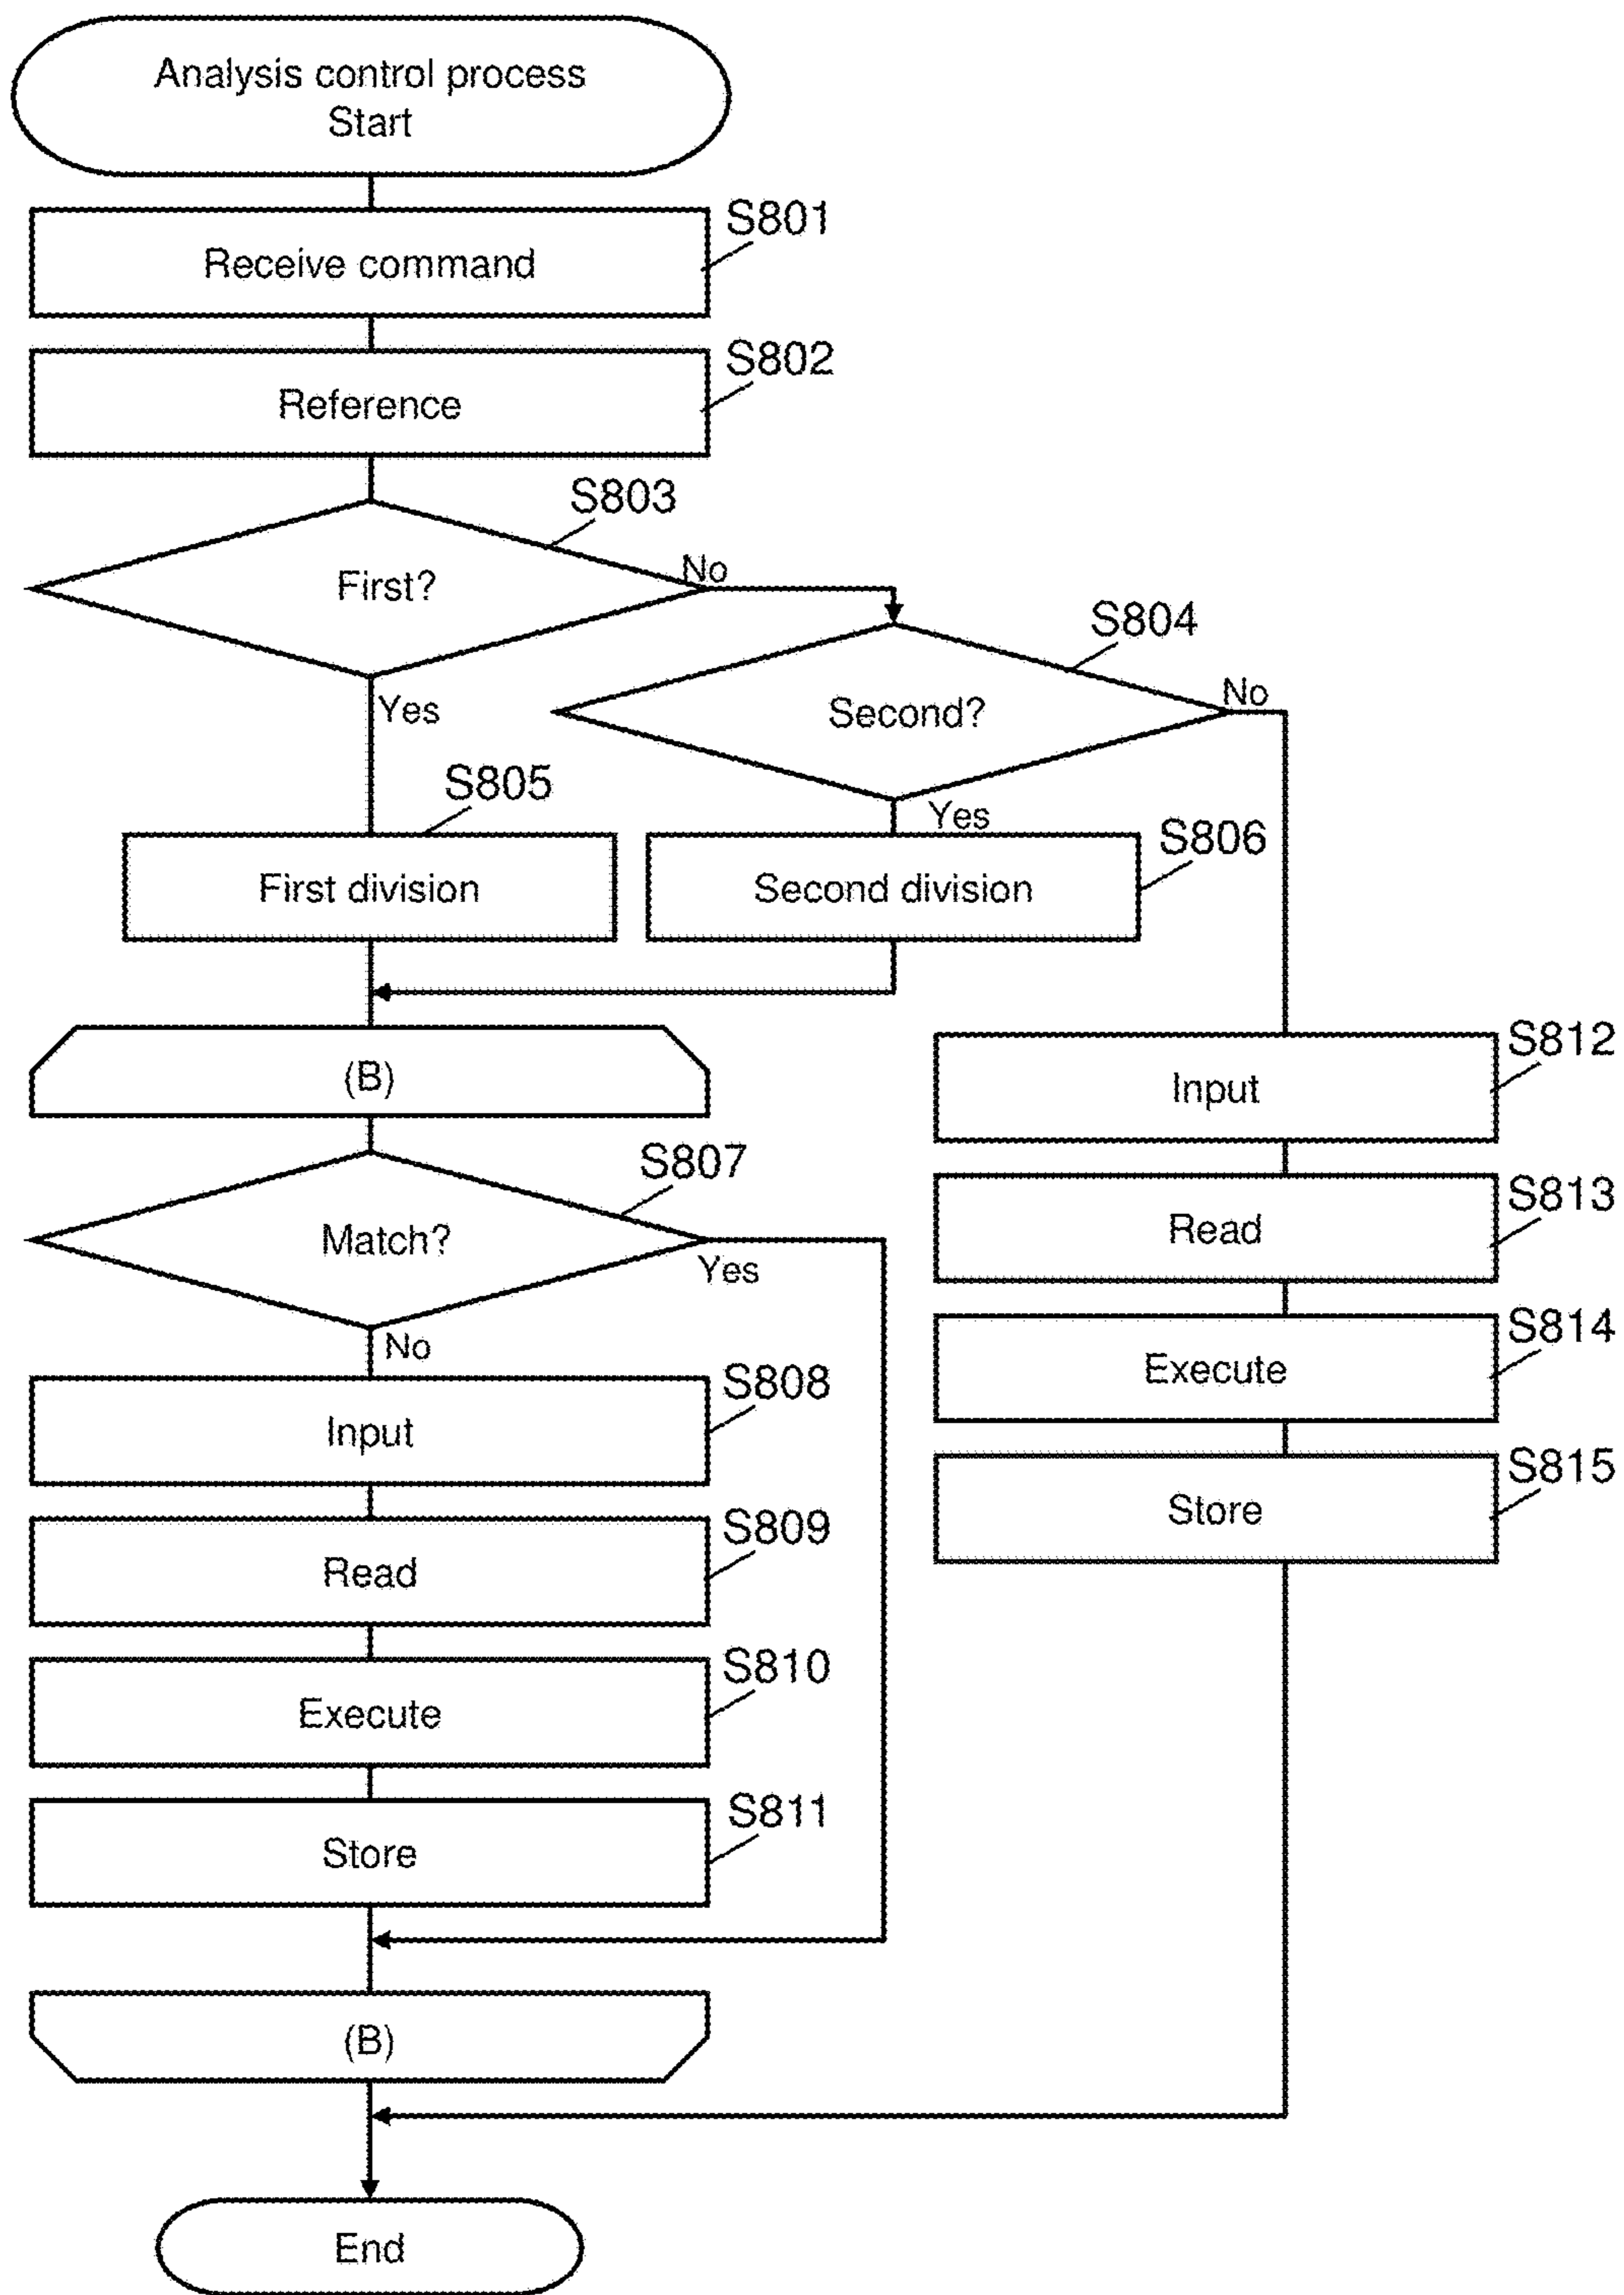 Analysis control process
Start
S801
Receive command
S802
Reference
S803
First?
No
Yes
S804
Second?
No
Yes
S805
First division
S806
Second division
(B)
S807
Match?
Yes
No
S808
Input
S809
Read
S810
Execute
S811
Store
(B)
S812
Input
S813
Read
S814
Execute
S815
Store
End